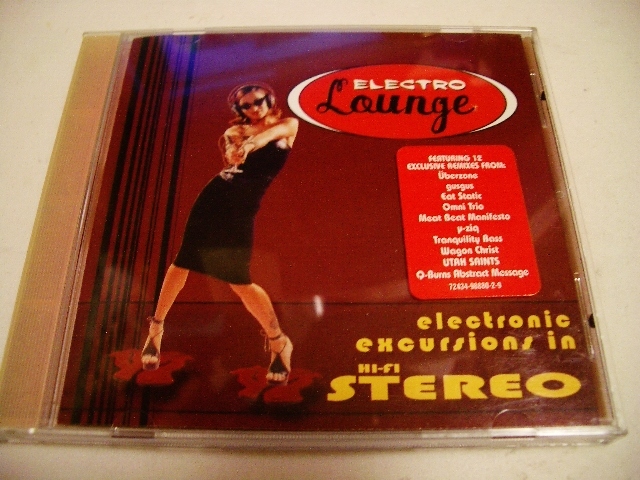 ELECTRO
Lounge
FEATURING 12
EXCLUSIVE REMIXES FROM:
Überzone
gusgus
Eat Static
Omni Trio
Meat Beat Manifesto
µ-ziq
Tranquility Bass
Wagon Christ
UTAH SAINTS
Q-Burns Abstract Message
electronic
excursions in
HI-FI
STEREO